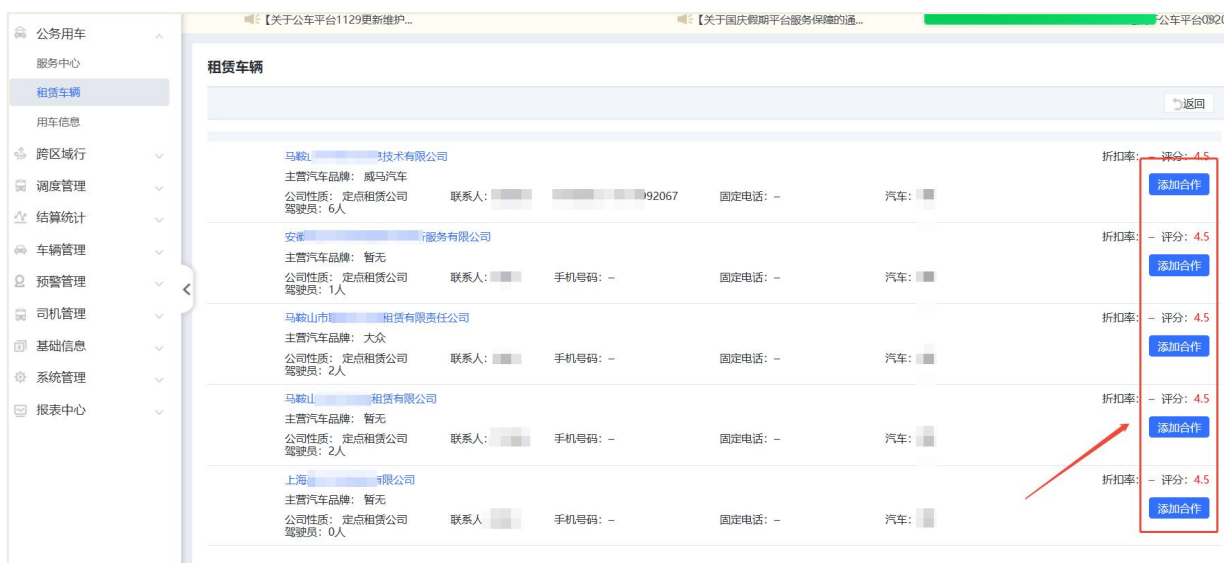 【关于公车平台1129更新维护... 【关于国庆假期平台服务保障的通... 公车平台0920
公务用车
服务中心
租赁车辆
用车信息
跨区域行
调度管理
结算统计
车辆管理
预警管理
司机管理
基础信息
系统管理
报表中心
租赁车辆
返回
马鞍 技术有限公司 折扣率: – 评分: 4.5
主营汽车品牌: 威马汽车 添加合作
公司性质: 定点租赁公司 联系人: 092067 固定电话: – 汽车:
驾驶员: 6人
安徽 服务有限公司 折扣率: – 评分: 4.5
主营汽车品牌: 暂无 添加合作
公司性质: 定点租赁公司 联系人: 手机号码: – 固定电话: – 汽车:
驾驶员: 1人
马鞍山市 租赁有限责任公司 折扣率: – 评分: 4.5
主营汽车品牌: 大众 添加合作
公司性质: 定点租赁公司 联系人: 手机号码: – 固定电话: – 汽车:
驾驶员: 2人
马鞍山 租赁有限公司 折扣率: – 评分: 4.5
主营汽车品牌: 暂无 添加合作
公司性质: 定点租赁公司 联系人: 手机号码: – 固定电话: – 汽车:
驾驶员: 2人
上海 有限公司 折扣率: – 评分: 4.5
主营汽车品牌: 暂无 添加合作
公司性质: 定点租赁公司 联系人 手机号码: – 固定电话: – 汽车:
驾驶员: 0人